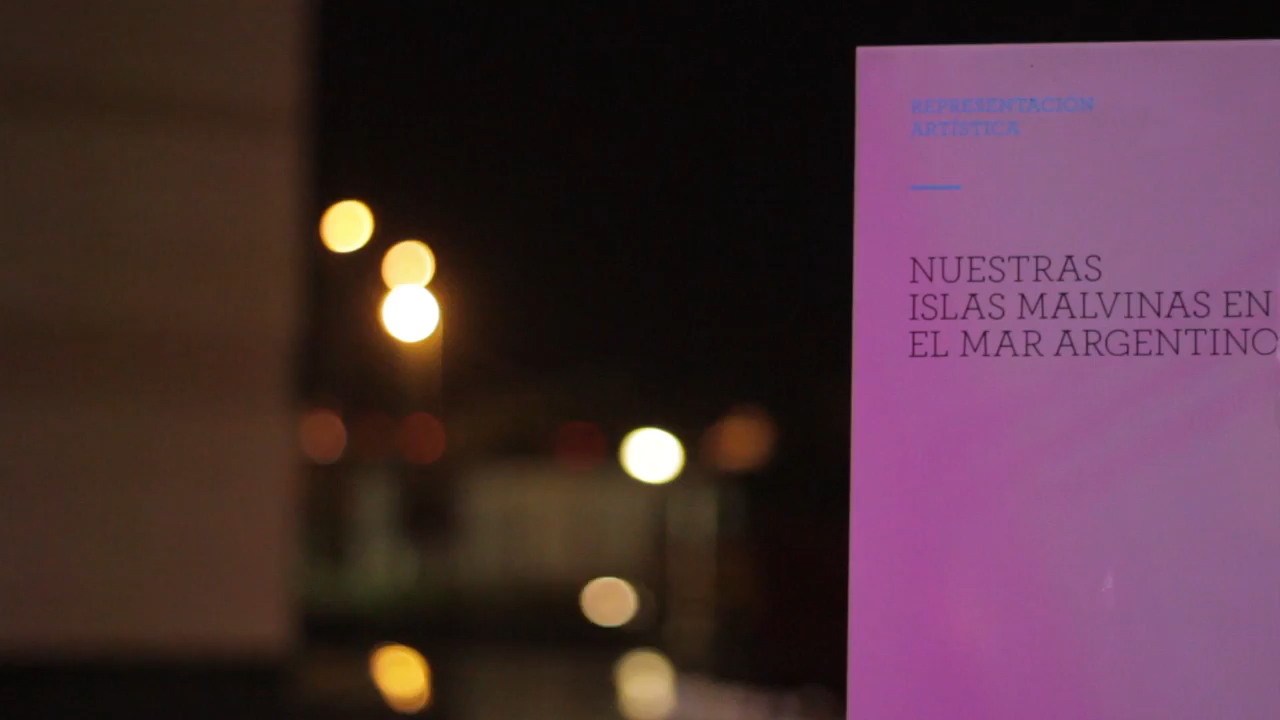 REPRESENTACIÓN
ARTÍSTICA
NUESTRAS
ISLAS MALVINAS EN
EL MAR ARGENTINO